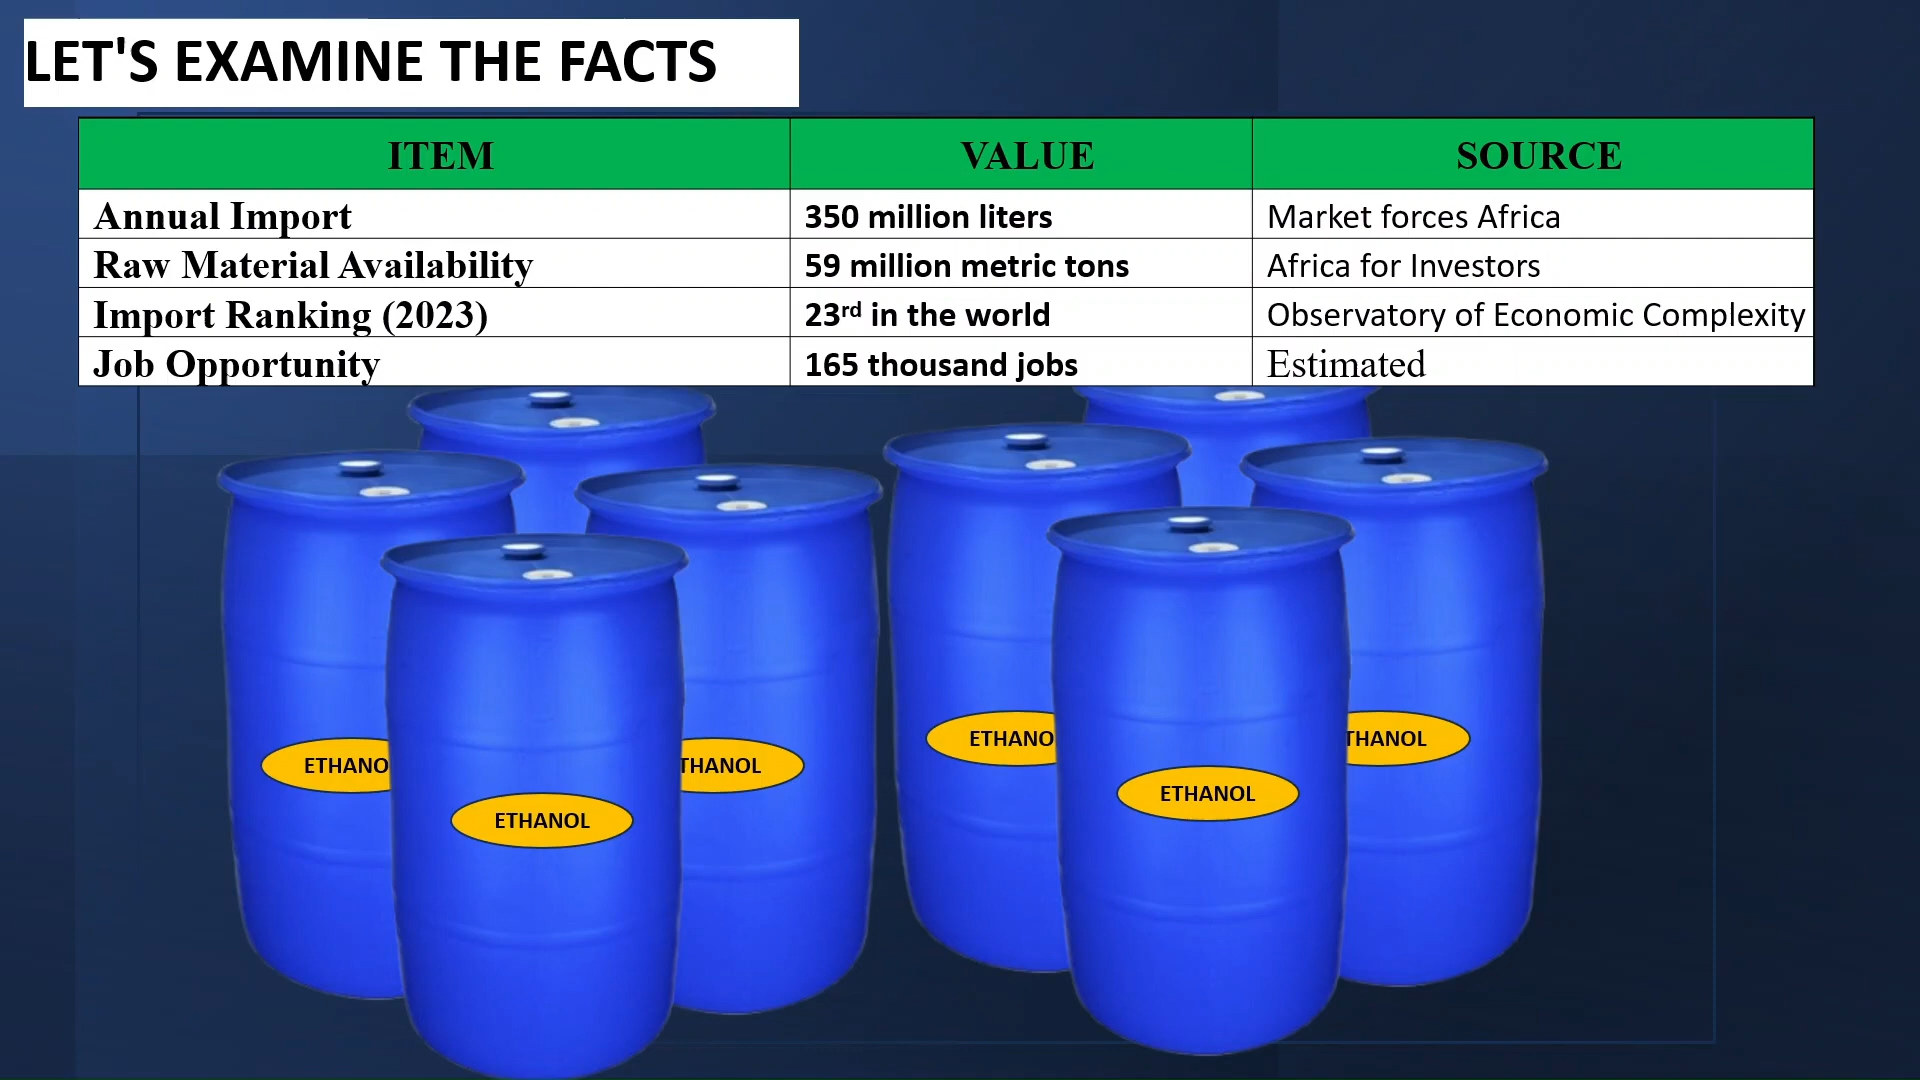 LET'S EXAMINE THE FACTS
ITEM VALUE SOURCE
Annual Import 350 million liters Market forces Africa
Raw Material Availability 59 million metric tons Africa for Investors
Import Ranking (2023) 23rd in the world Observatory of Economic Complexity
Job Opportunity 165 thousand jobs Estimated
ETHANO
THANOL
ETHANOL
ETHANO
THANOL
ETHANOL